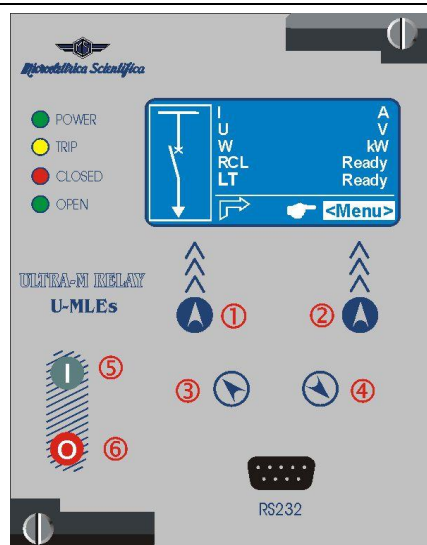 Microelettrica Scientifica
POWER
TRIP
CLOSED
OPEN
I A
U V
W kW
RCL Ready
LT Ready
<Menu>
ULTRA-M RELAY
U-MLEs
①
②
③
④
I ⑤
O ⑥
RS232